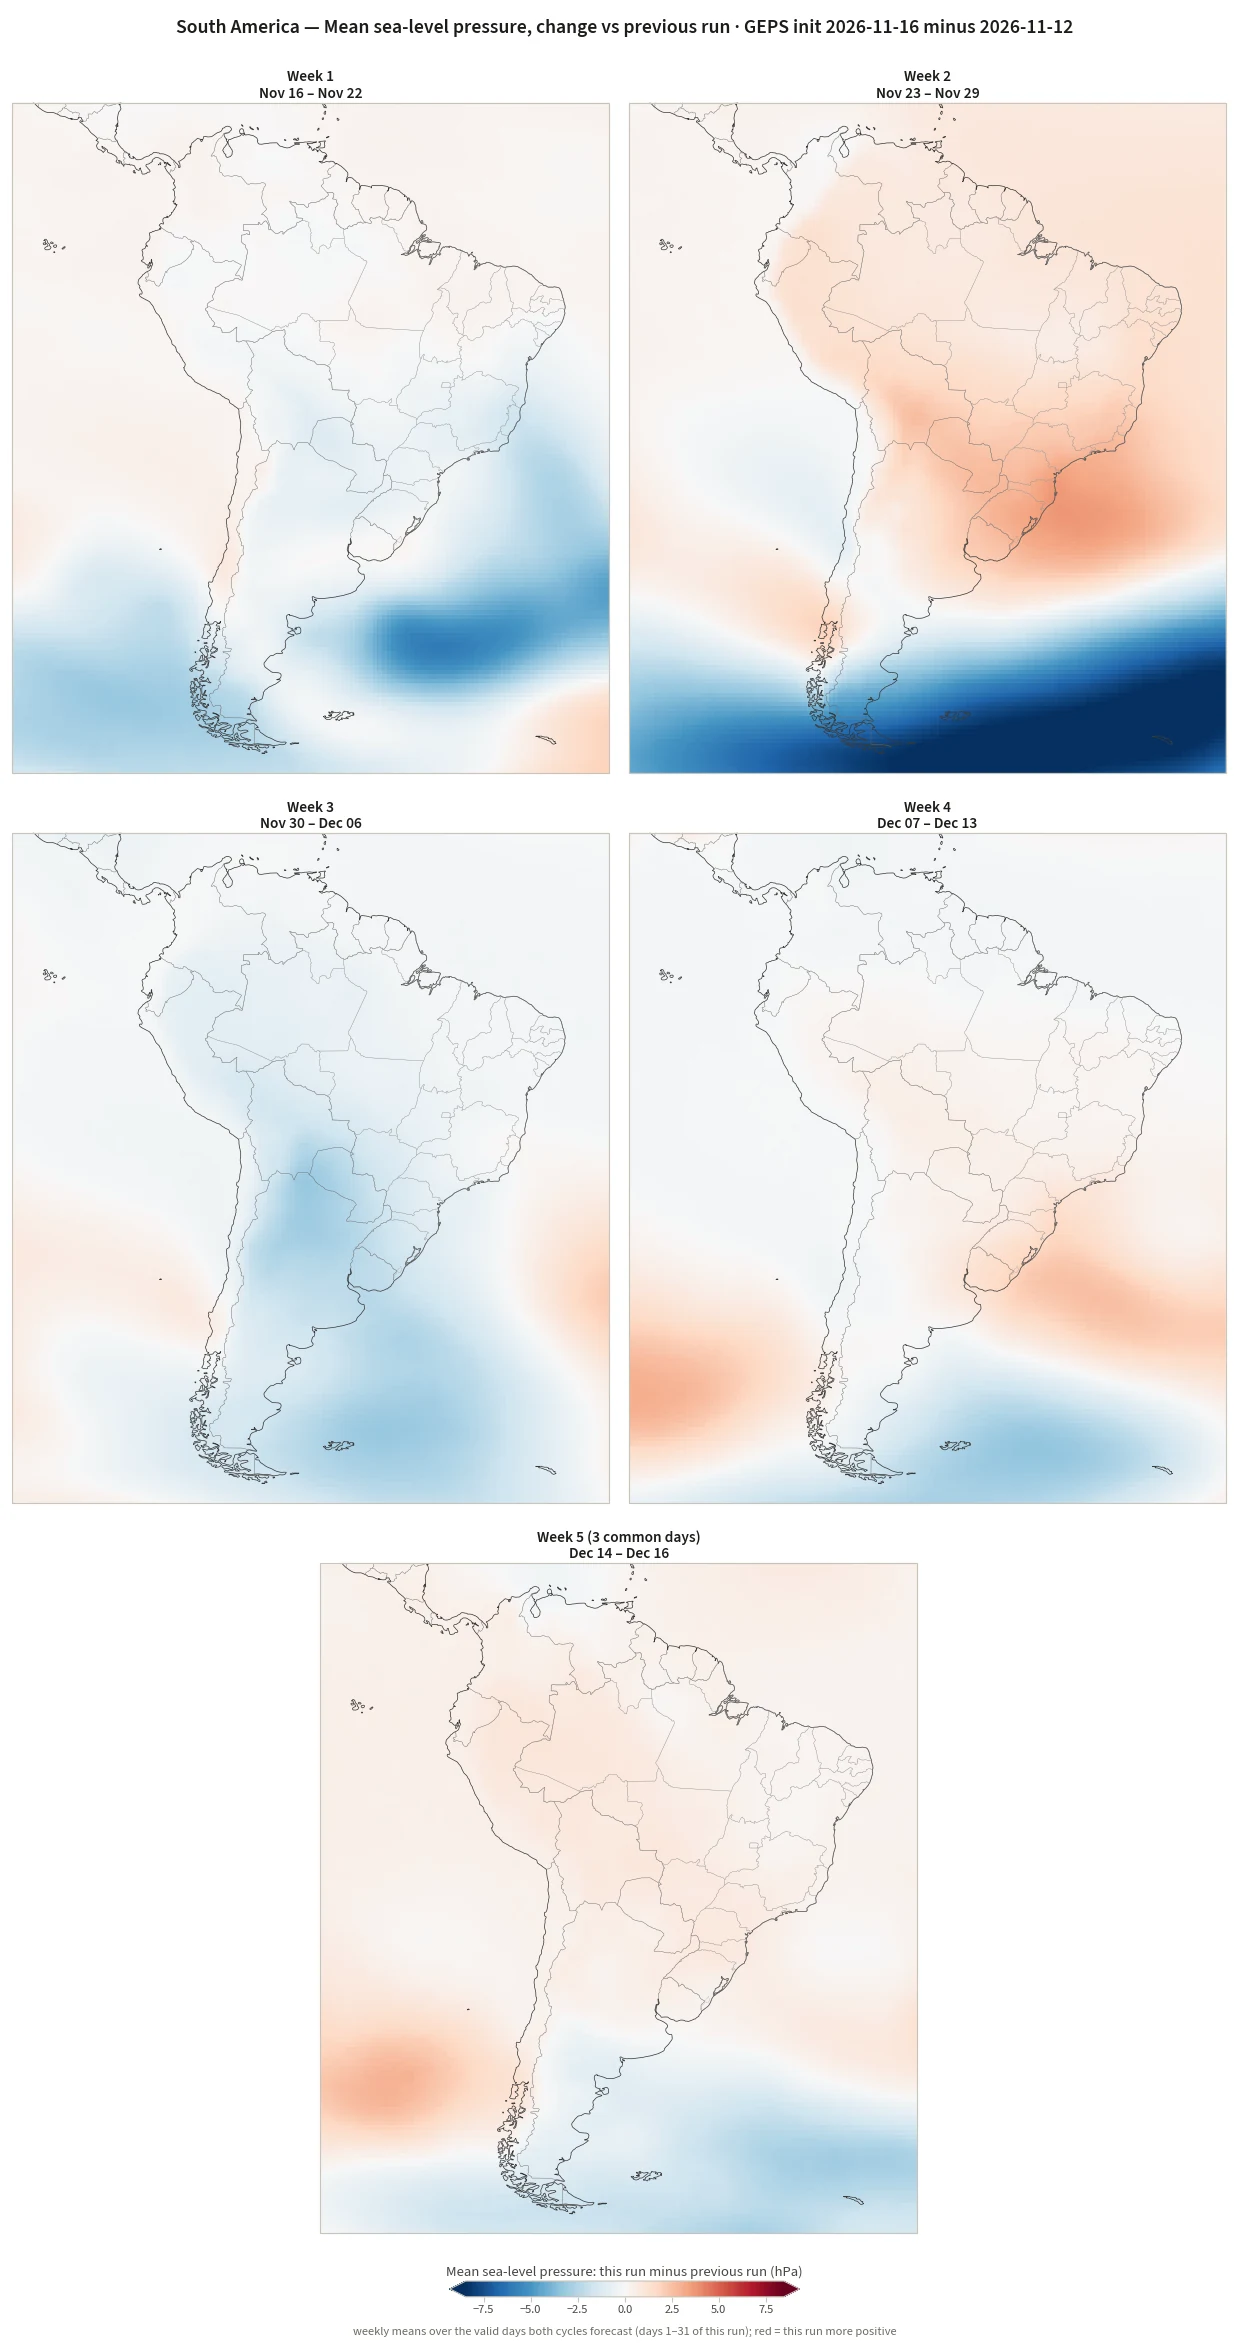 South America — Mean sea-level pressure, change vs previous run · GEPS init 2026-11-16 minus 2026-11-12
Week 1
Nov 16 – Nov 22
Week 2
Nov 23 – Nov 29
Week 3
Nov 30 – Dec 06
Week 4
Dec 07 – Dec 13
Week 5 (3 common days)
Dec 14 – Dec 16
Mean sea-level pressure: this run minus previous run (hPa)
−7.5 −5.0 −2.5 0.0 2.5 5.0 7.5
weekly means over the valid days both cycles forecast (days 1–31 of this run); red = this run more positive